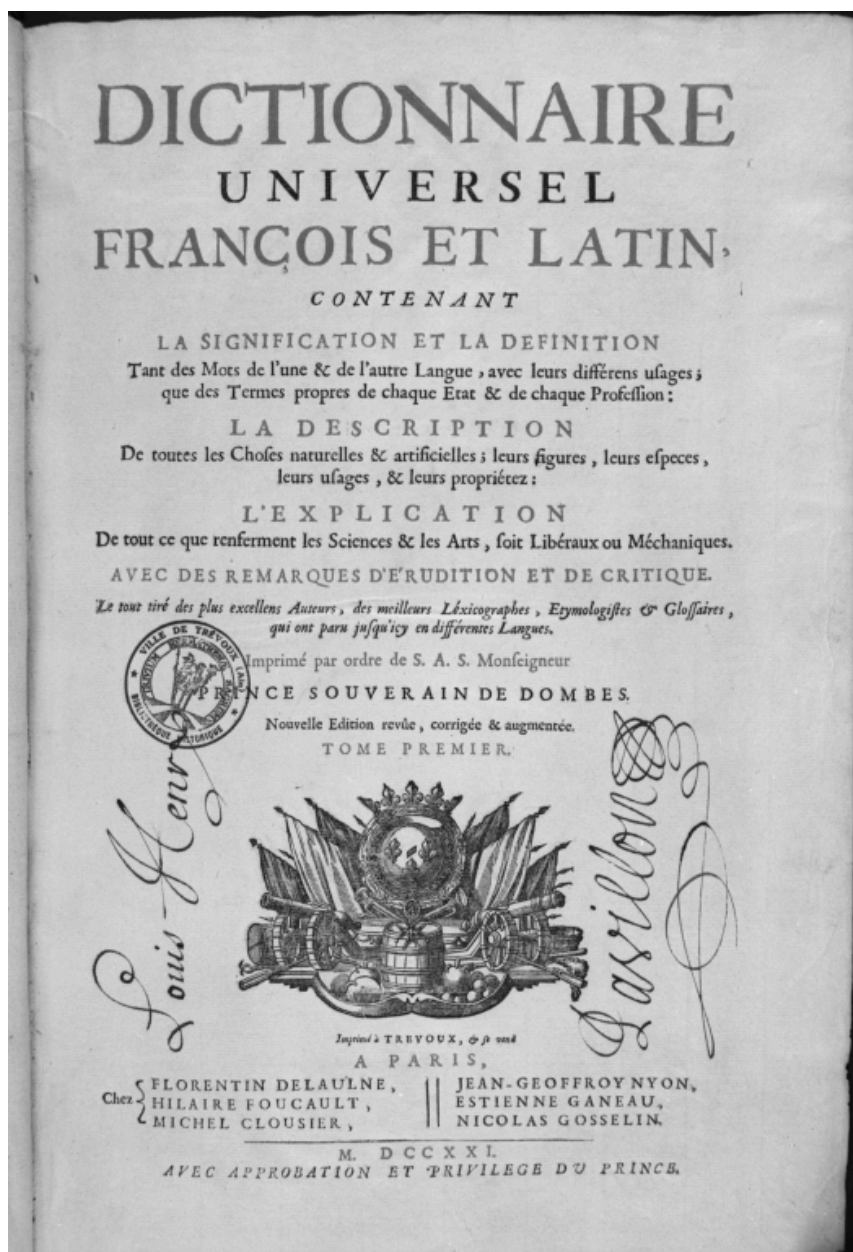 DICTIONNAIRE
UNIVERSEL
FRANÇOIS ET LATIN,
CONTENANT
LA SIGNIFICATION ET LA DEFINITION
Tant des Mots de l'une & de l'autre Langue, avec leurs différens uſages;
que des Termes propres de chaque Etat & de chaque Profeſſion:
LA DESCRIPTION
De toutes les Choſes naturelles & artificielles; leurs figures, leurs eſpeces,
leurs uſages, & leurs propriétez:
L'EXPLICATION
De tout ce que renferment les Sciences & les Arts, ſoit Libéraux ou Méchaniques.
AVEC DES REMARQUES D'ÉRUDITION ET DE CRITIQUE.
Le tout tiré des plus excellens Auteurs, des meilleurs Léxicographes, Etymologiſtes & Gloſſaires,
qui ont paru juſqu'icy en différentes Langues.
VILLE DE TRÉVOUX (Ain)
BIBLIOTHÈQUE HISTORIQUE
Imprimé par ordre de S. A. S. Monſeigneur
PRINCE SOUVERAIN DE DOMBES.
Nouvelle Edition revûe, corrigée & augmentée.
TOME PREMIER.
Louis-Henry
Pavillon
Imprimé à TREVOUX, & ſe vend
A PARIS,
Chez FLORENTIN DELAULNE, JEAN-GEOFFROY NYON,
HILAIRE FOUCAULT, ESTIENNE GANEAU,
MICHEL CLOUSIER, NICOLAS GOSSELIN.
M. DCCXXI.
AVEC APPROBATION ET PRIVILEGE DU PRINCE.